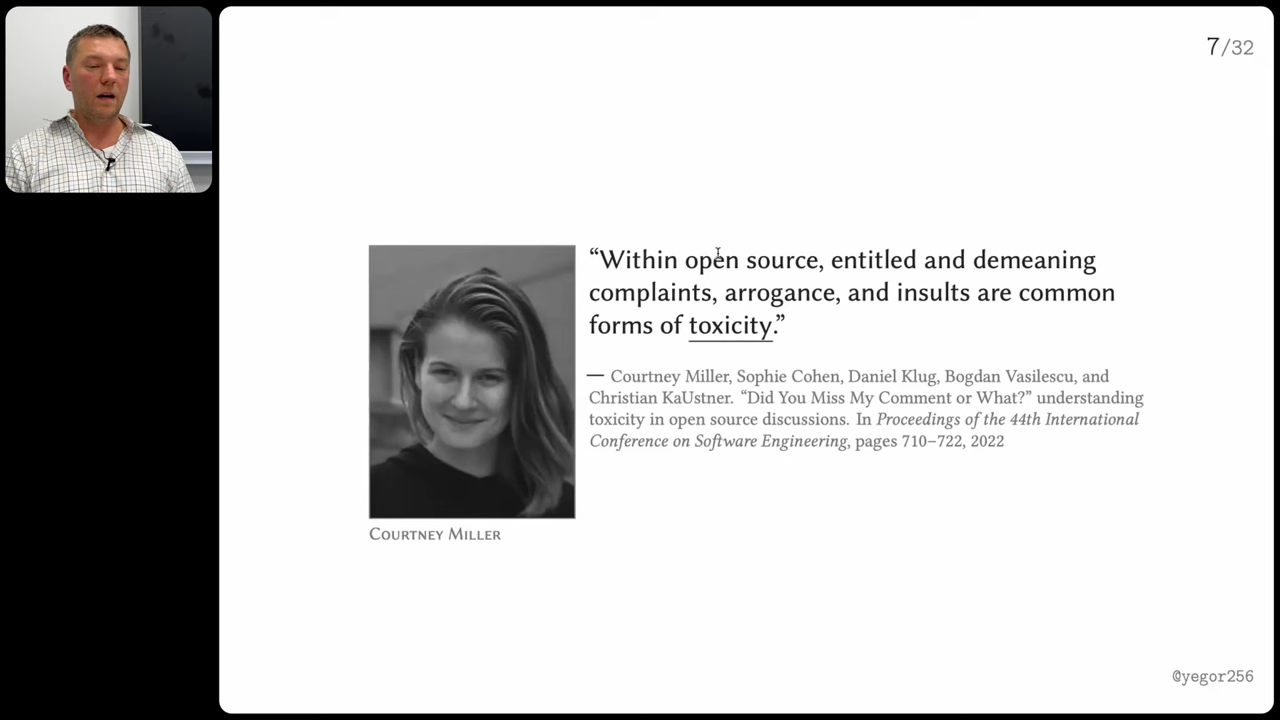 7/32
“Within open source, entitled and demeaning
complaints, arrogance, and insults are common
forms of toxicity.”
— Courtney Miller, Sophie Cohen, Daniel Klug, Bogdan Vasilescu, and
Christian KaUstner. “Did You Miss My Comment or What?” understanding
toxicity in open source discussions. In Proceedings of the 44th International
Conference on Software Engineering, pages 710–722, 2022
Courtney Miller
@yegor256